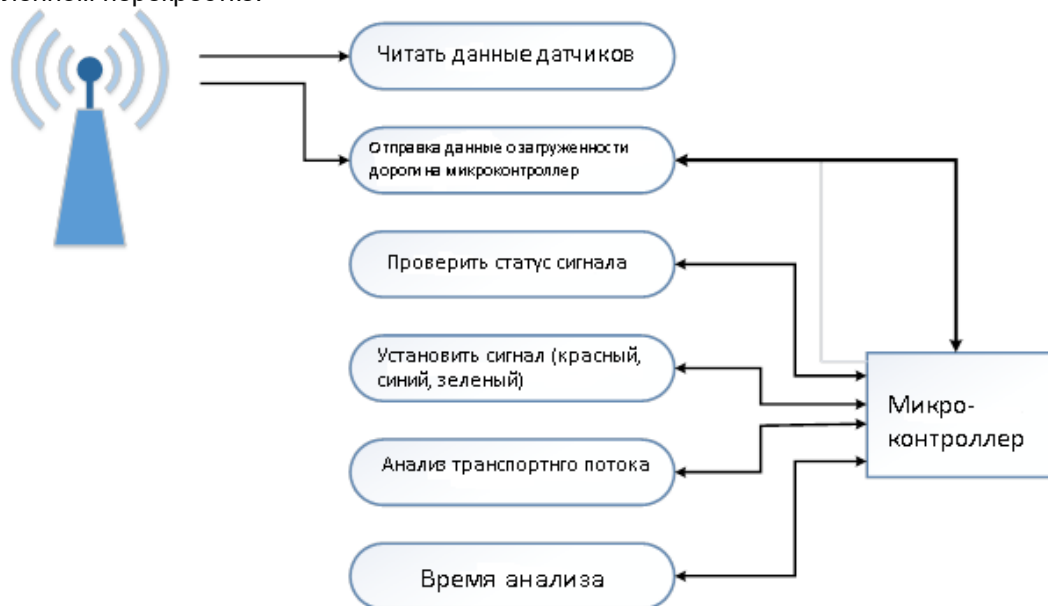 Читать данные датчиков
Отправка данные о загруженности
дороги на микроконтроллер
Проверить статус сигнала
Установить сигнал (красный,
синий, зеленый)
Анализ транспортнго потока
Время анализа
Микро-
контроллер